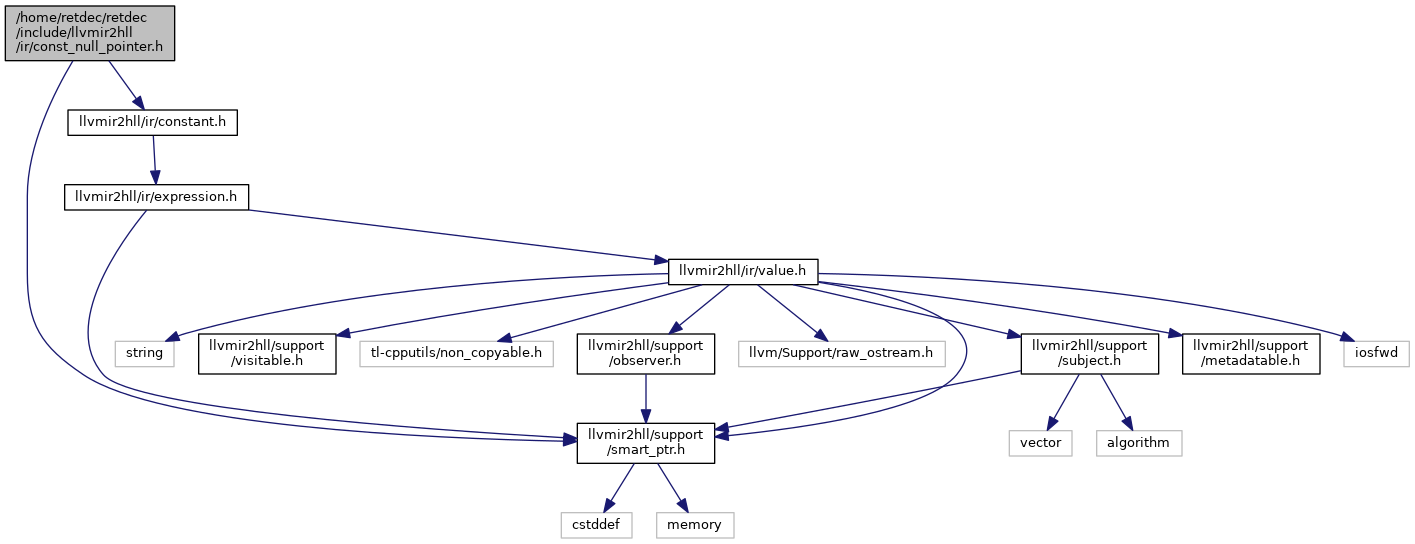 /home/retdec/retdec
/include/llvmir2hll
/ir/const_null_pointer.h
llvmir2hll/ir/constant.h
llvmir2hll/ir/expression.h
llvmir2hll/ir/value.h
string
llvmir2hll/support
/visitable.h
tl-cpputils/non_copyable.h
llvmir2hll/support
/observer.h
llvm/Support/raw_ostream.h
llvmir2hll/support
/subject.h
llvmir2hll/support
/metadatable.h
iosfwd
llvmir2hll/support
/smart_ptr.h
vector
algorithm
cstddef
memory